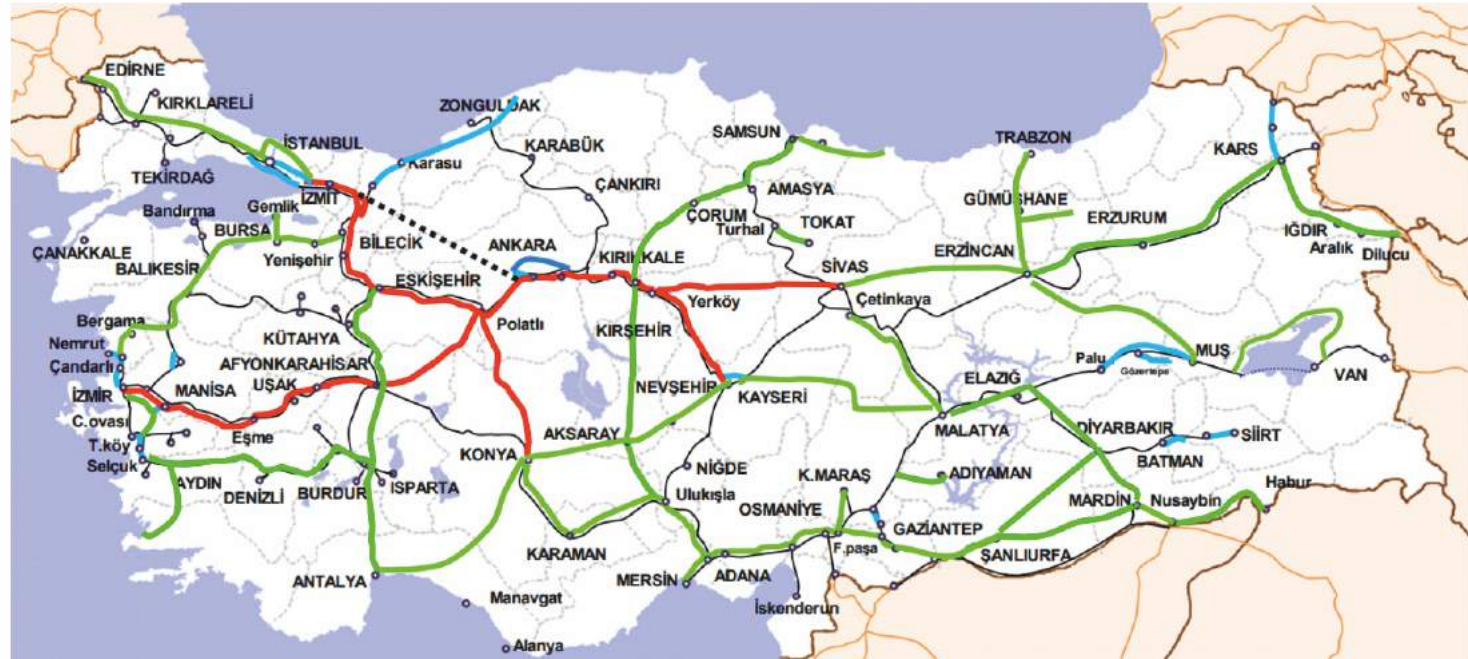 EDİRNE
KIRKLARELİ
İSTANBUL
TEKİRDAĞ
İZMİT
ZONGULDAK
Karasu
KARABÜK
ÇANKIRI
SAMSUN
AMASYA
ÇORUM
Turhal
TOKAT
TRABZON
GÜMÜŞHANE
ERZURUM
ERZİNCAN
KARS
IĞDIR
Aralık
Dilucu
Bandırma
Gemlik
BURSA
ÇANAKKALE
BALIKESİR
Yenişehir
BİLECİK
ANKARA
KIRIKKALE
SİVAS
ESKİŞEHİR
Polatlı
Yerköy
Çetinkaya
Bergama
Nemrut
Çandarlı
KÜTAHYA
KIRŞEHİR
AFYONKARAHİSAR
UŞAK
MANİSA
İZMİR
NEVŞEHİR
KAYSERİ
ELAZIĞ
Palu
Gözertepe
MUŞ
VAN
C.ovası
T.köy
Selçuk
Eşme
KONYA
AKSARAY
MALATYA
DİYARBAKIR
BATMAN
SİİRT
AYDIN
DENİZLİ
BURDUR
ISPARTA
NİĞDE
Ulukışla
K.MARAŞ
ADIYAMAN
MARDİN
Nusaybin
Habur
OSMANİYE
GAZİANTEP
F.paşa
ŞANLIURFA
KARAMAN
ANTALYA
MERSİN
ADANA
Manavgat
İskenderun
Alanya